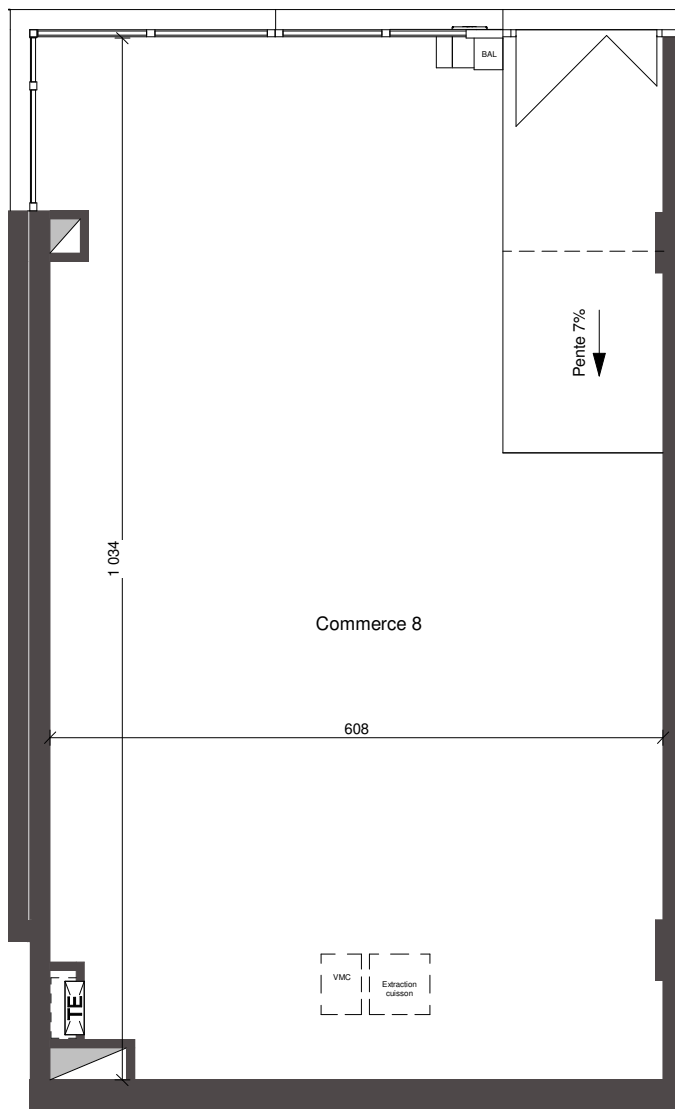 BAL
Pente 7%
1 034
Commerce 8
608
VMC
Extraction
cuisson
TE